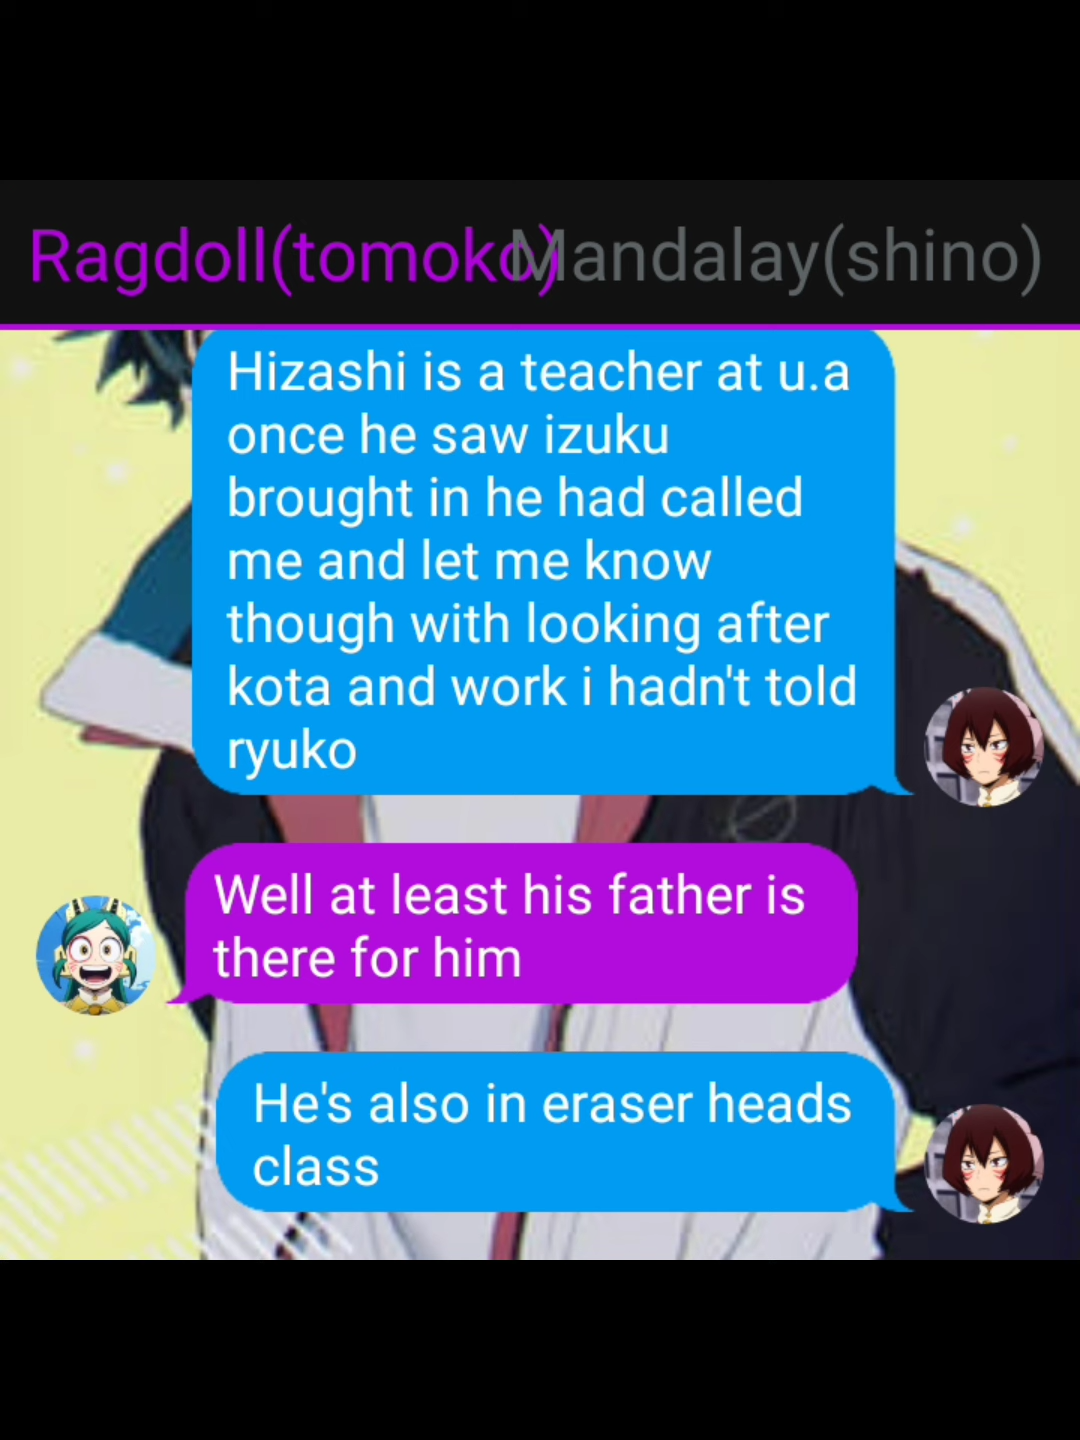 Ragdoll(tomoko)Mandalay(shino)
Hizashi is a teacher at u.a
once he saw izuku
brought in he had called
me and let me know
though with looking after
kota and work i hadn't told
ryuko
Well at least his father is
there for him
He's also in eraser heads
class